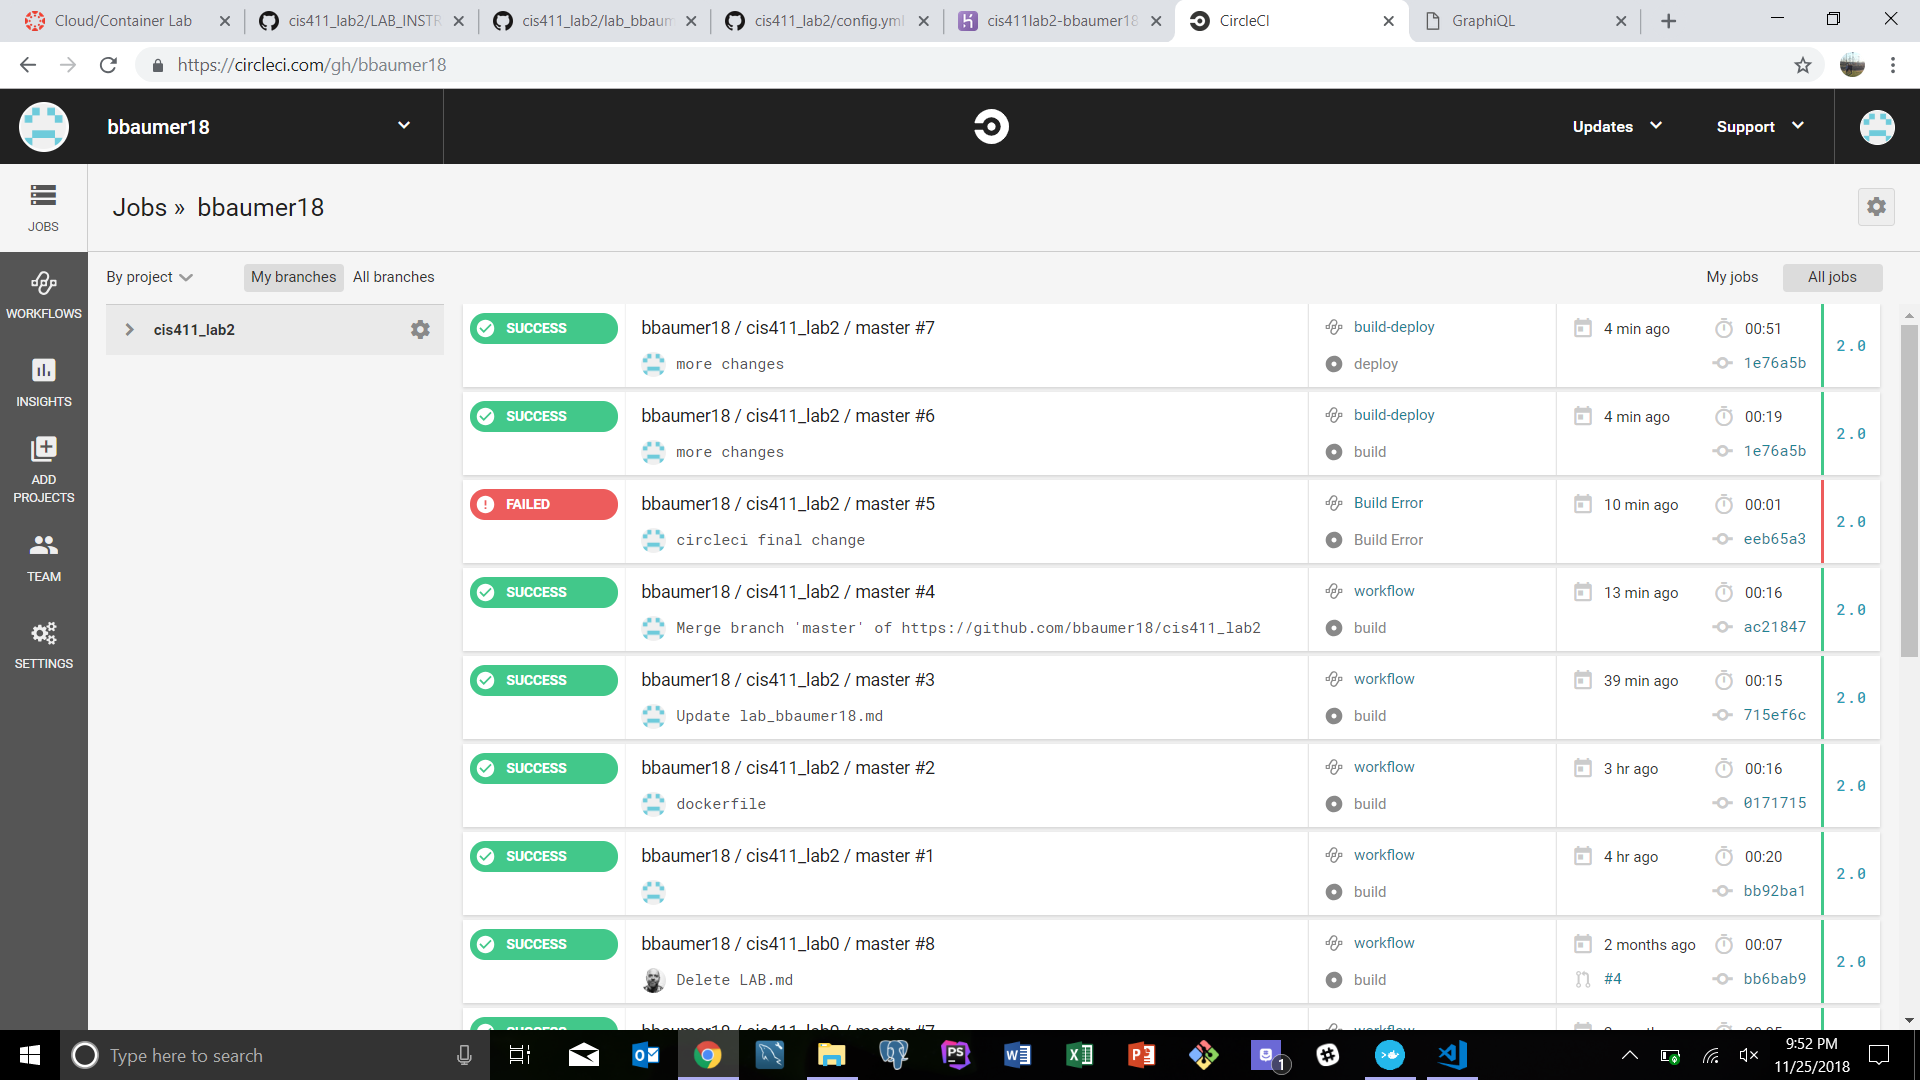 Cloud/Container Lab
cis411_lab2/LAB_INSTR
cis411_lab2/lab_bbaum
cis411_lab2/config.yml
cis411lab2-bbaumer18
CircleCI
GraphiQL
https://circleci.com/gh/bbaumer18
bbaumer18
Updates
Support
JOBS
Jobs » bbaumer18
WORKFLOWS
INSIGHTS
ADD
PROJECTS
TEAM
SETTINGS
By project
My branches
All branches
My jobs
All jobs
cis411_lab2
SUCCESS
bbaumer18 / cis411_lab2 / master #7
more changes
build-deploy
deploy
4 min ago
00:51
1e76a5b
2.0
SUCCESS
bbaumer18 / cis411_lab2 / master #6
more changes
build-deploy
build
4 min ago
00:19
1e76a5b
2.0
FAILED
bbaumer18 / cis411_lab2 / master #5
circleci final change
Build Error
Build Error
10 min ago
00:01
eeb65a3
2.0
SUCCESS
bbaumer18 / cis411_lab2 / master #4
Merge branch 'master' of https://github.com/bbaumer18/cis411_lab2
workflow
build
13 min ago
00:16
ac21847
2.0
SUCCESS
bbaumer18 / cis411_lab2 / master #3
Update lab_bbaumer18.md
workflow
build
39 min ago
00:15
715ef6c
2.0
SUCCESS
bbaumer18 / cis411_lab2 / master #2
dockerfile
workflow
build
3 hr ago
00:16
0171715
2.0
SUCCESS
bbaumer18 / cis411_lab2 / master #1
workflow
build
4 hr ago
00:20
bb92ba1
2.0
SUCCESS
bbaumer18 / cis411_lab0 / master #8
Delete LAB.md
workflow
build
2 months ago
#4
00:07
bb6bab9
2.0
SUCCESS
bbaumer18 / cis411_lab0 / master #7
workflow
Type here to search
PS
1
9:52 PM
11/25/2018